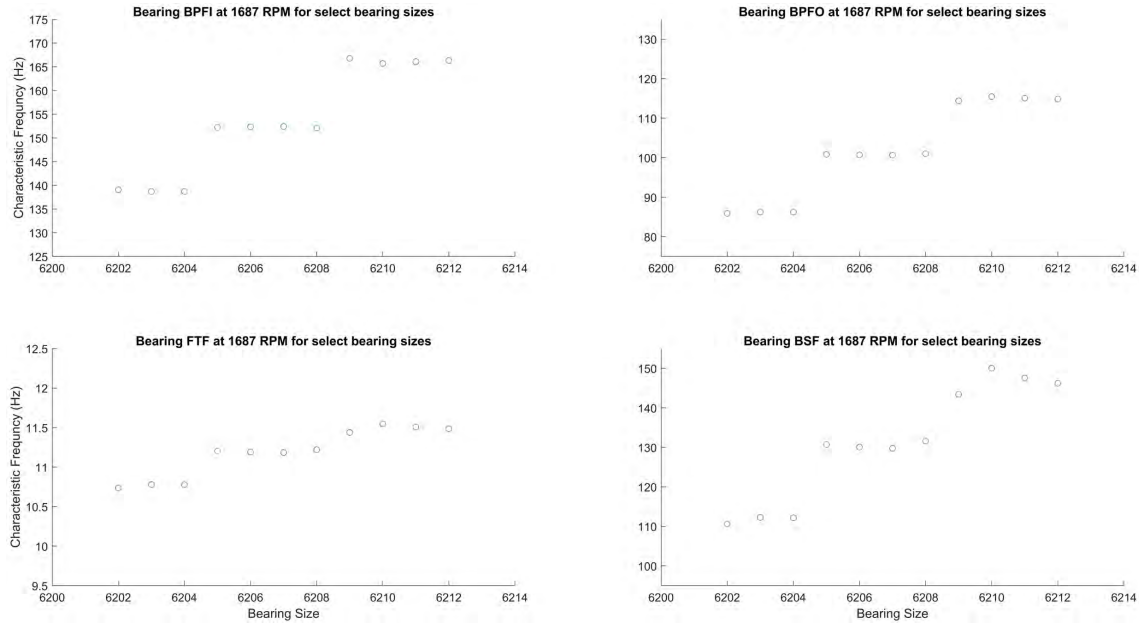 Bearing BPFI at 1687 RPM for select bearing sizes
175
170
165
160
155
150
145
140
135
130
125
Characteristic Frequncy (Hz)
6200 6202 6204 6206 6208 6210 6212 6214
Bearing BPFO at 1687 RPM for select bearing sizes
130
120
110
100
90
80
6200 6202 6204 6206 6208 6210 6212 6214
Bearing FTF at 1687 RPM for select bearing sizes
12.5
12
11.5
11
10.5
10
9.5
Characteristic Frequncy (Hz)
6200 6202 6204 6206 6208 6210 6212 6214
Bearing Size
Bearing BSF at 1687 RPM for select bearing sizes
150
140
130
120
110
100
6200 6202 6204 6206 6208 6210 6212 6214
Bearing Size